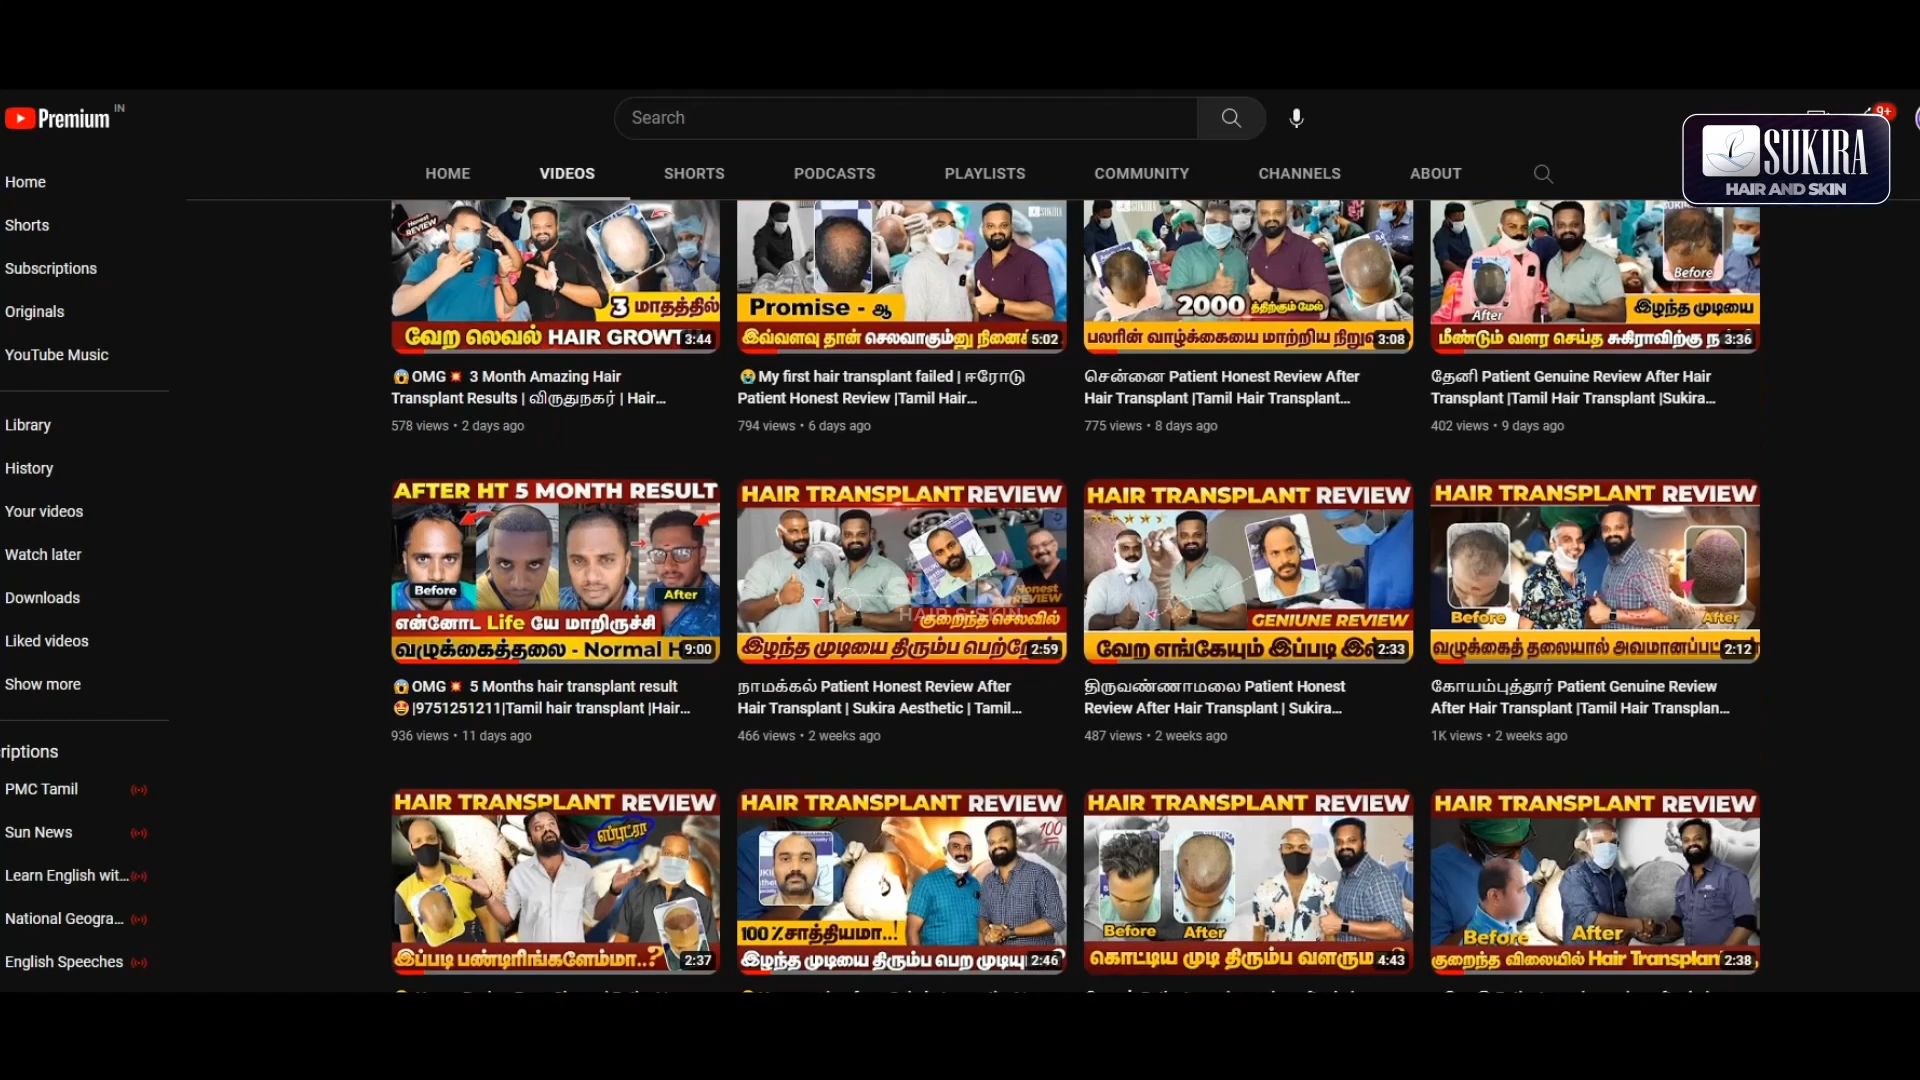 Premium IN
Search
9+
SUKIRA
HAIR AND SKIN
HOME VIDEOS SHORTS PODCASTS PLAYLISTS COMMUNITY CHANNELS ABOUT
Home
Shorts
Subscriptions
Originals
YouTube Music
Library
History
Your videos
Watch later
Downloads
Liked videos
Show more
riptions
PMC Tamil
Sun News
Learn English wit...
National Geogra...
English Speeches
Honest REVIEW
3 மாதத்தில்
வேற லெவல் HAIR GROWT
3:44
😱OMG💥 3 Month Amazing Hair
Transplant Results | விருதுநகர் | Hair...
578 views • 2 days ago
SUKIRA
Promise - ஆ
இவ்வளவு தான் செலவாகும்னு நினைச்
5:02
😭My first hair transplant failed | ஈரோடு
Patient Honest Review |Tamil Hair...
794 views • 6 days ago
2000 த்திற்கும் மேல்
பலரின் வாழ்க்கையை மாற்றிய நிறு
3:08
சென்னை Patient Honest Review After
Hair Transplant |Tamil Hair Transplant...
775 views • 8 days ago
Before
After
இழந்த முடியை
மீண்டும் வளர செய்த சுகிராவிற்கு ந
3:36
தேனி Patient Genuine Review After Hair
Transplant |Tamil Hair Transplant |Sukira...
402 views • 9 days ago
AFTER HT 5 MONTH RESULT
Before
After
என்னோட Life யே மாறிருச்சி
வழுக்கைத்தலை - Normal H
9:00
😱OMG💥 5 Months hair transplant result
🤩|9751251211|Tamil hair transplant |Hair...
936 views • 11 days ago
HAIR TRANSPLANT REVIEW
Honest REVIEW
குறைந்த செலவில்
இழந்த முடியை திரும்ப பெற்றே
2:59
நாமக்கல் Patient Honest Review After
Hair Transplant | Sukira Aesthetic | Tamil...
466 views • 2 weeks ago
HAIR TRANSPLANT REVIEW
GENIUNE REVIEW
வேற எங்கேயும் இப்படி இல்
2:33
திருவண்ணாமலை Patient Honest
Review After Hair Transplant | Sukira...
487 views • 2 weeks ago
HAIR TRANSPLANT REVIEW
Before
After
வழுக்கைத் தலையால் அவமானப்பட்
2:12
கோயம்புத்தூர் Patient Genuine Review
After Hair Transplant |Tamil Hair Transplan...
1K views • 2 weeks ago
HAIR TRANSPLANT REVIEW
எப்புட்ரா
இப்படி பண்டீறீங்களேம்மா..?
2:37
HAIR TRANSPLANT REVIEW
100
100 % சாத்தியமா..!
இழந்த முடியை திரும்ப பெற முடியு
2:46
HAIR TRANSPLANT REVIEW
Before
After
கொட்டிய முடி திரும்ப வளரும
4:43
HAIR TRANSPLANT REVIEW
Before
After
குறைந்த விலையில் Hair Transplan
2:38